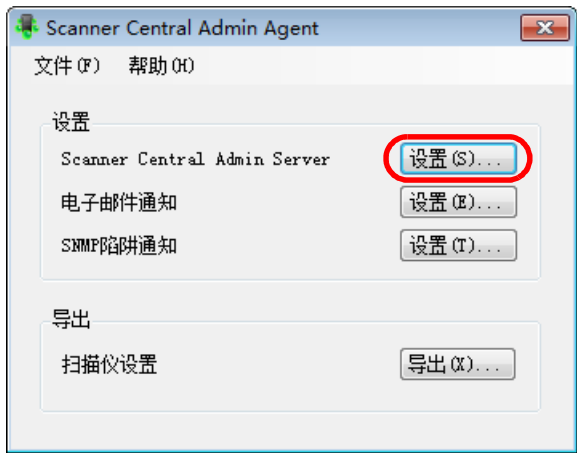 Scanner Central Admin Agent
文件(F) 帮助(H)
设置
Scanner Central Admin Server 设置(S)...
电子邮件通知 设置(E)...
SNMP陷阱通知 设置(T)...
导出
扫描仪设置 导出(X)...